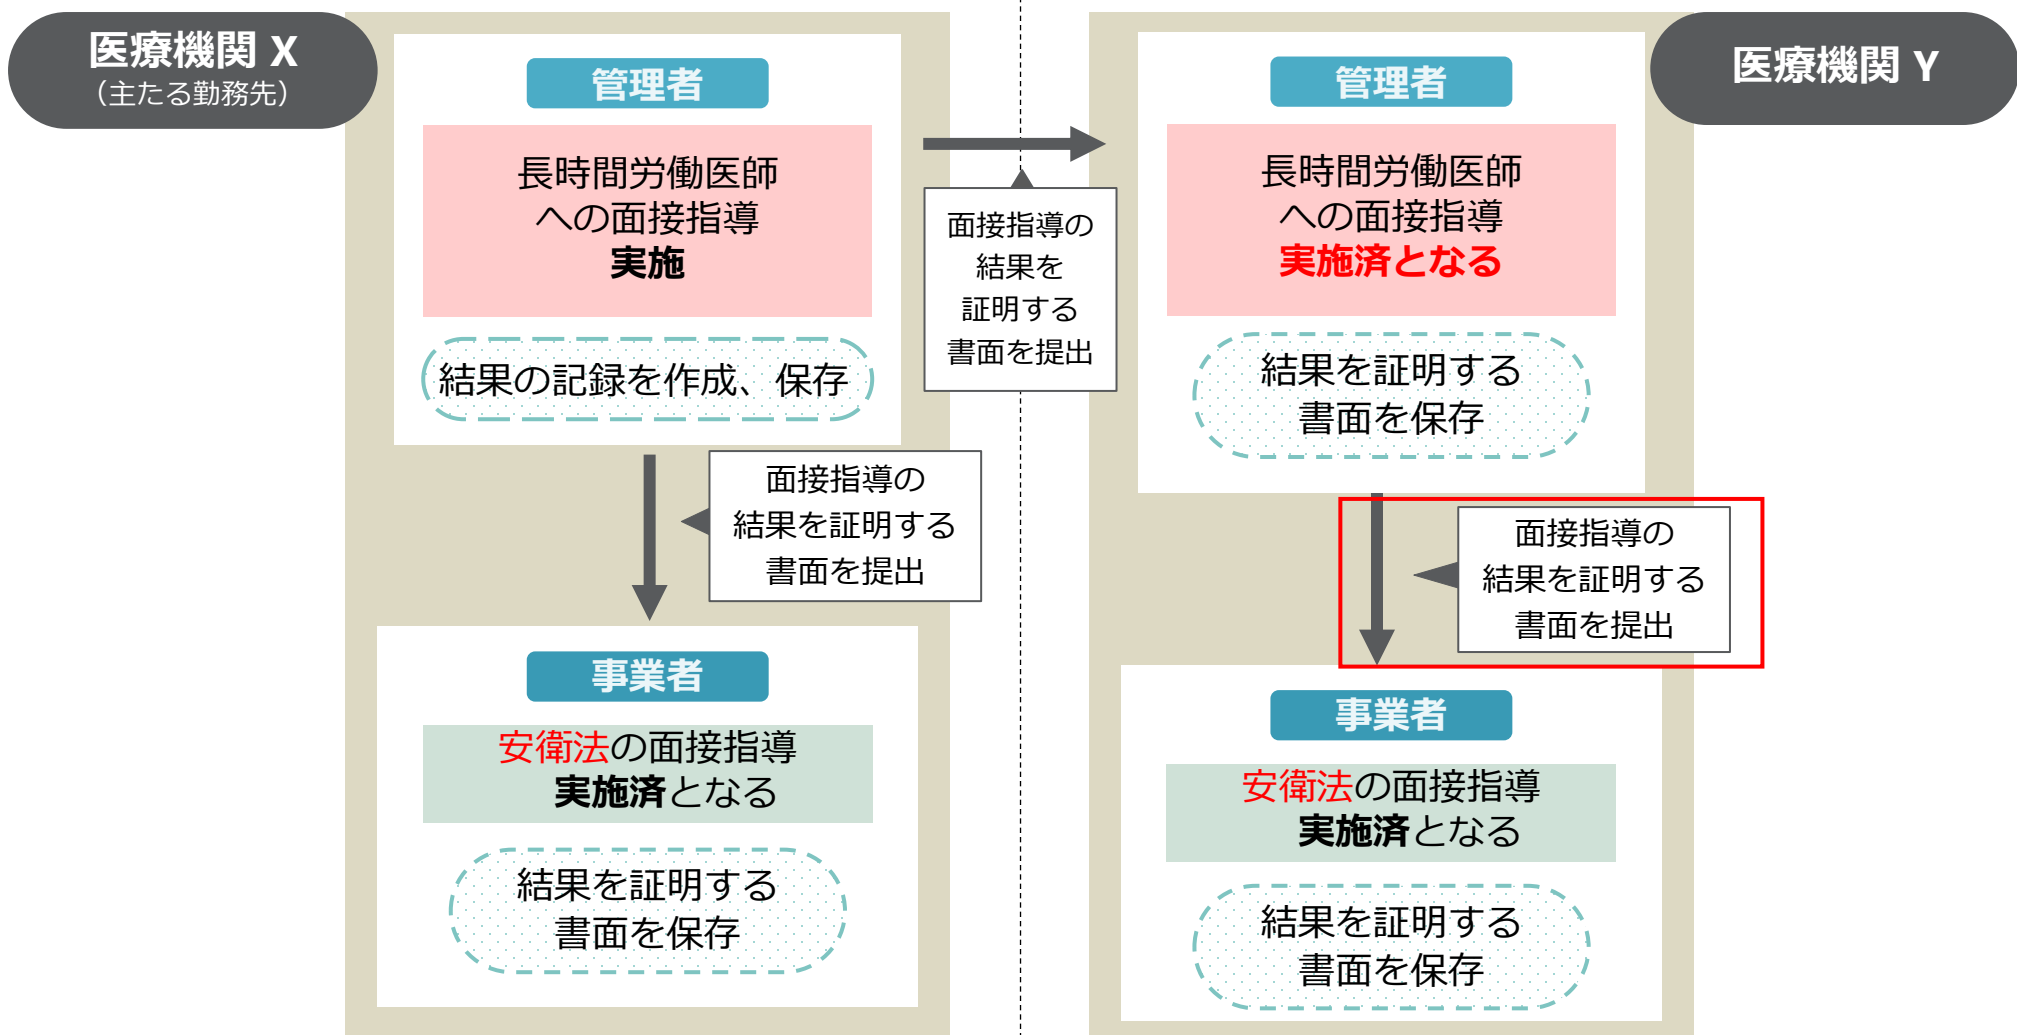 医療機関 X
（主たる勤務先）
管理者
長時間労働医師
への面接指導
実施
結果の記録を作成、保存
面接指導の
結果を証明する
書面を提出
事業者
安衛法の面接指導
実施済となる
結果を証明する
書面を保存
面接指導の
結果を
証明する
書面を提出
医療機関 Y
管理者
長時間労働医師
への面接指導
実施済となる
結果を証明する
書面を保存
面接指導の
結果を証明する
書面を提出
事業者
安衛法の面接指導
実施済となる
結果を証明する
書面を保存